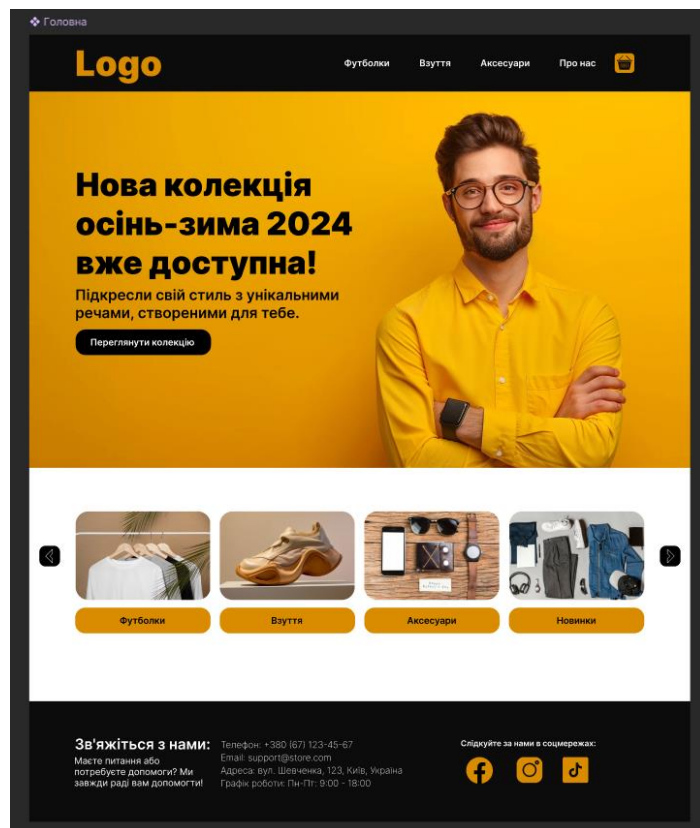 Головна
Logo
Футболки Взуття Аксесуари Про нас
Нова колекція
осінь-зима 2024
вже доступна!
Підкресли свій стиль з унікальними
речами, створеними для тебе.
Переглянути колекцію
Футболки Взуття Аксесуари Новинки
Зв'яжіться з нами:
Маєте питання або
потребуєте допомоги? Ми
завжди раді вам допомогти!
Телефон: +380 (67) 123-45-67
Email: support@store.com
Адреса: вул. Шевченка, 123, Київ, Україна
Графік роботи: Пн-Пт: 9:00 - 18:00
Слідкуйте за нами в соцмережах: